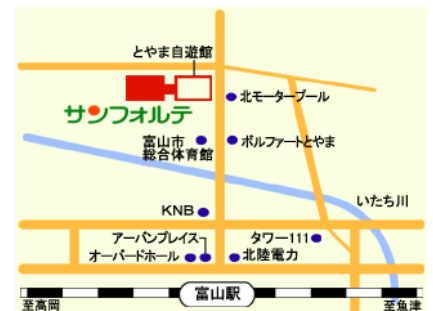 とやま自遊館
サンフォルテ
北モータープール
富山市
総合体育館
ボルファートとやま
いたち川
KNB
アーバンプレイス
タワー111
オーバードホール
北陸電力
富山駅
至高岡
至魚津